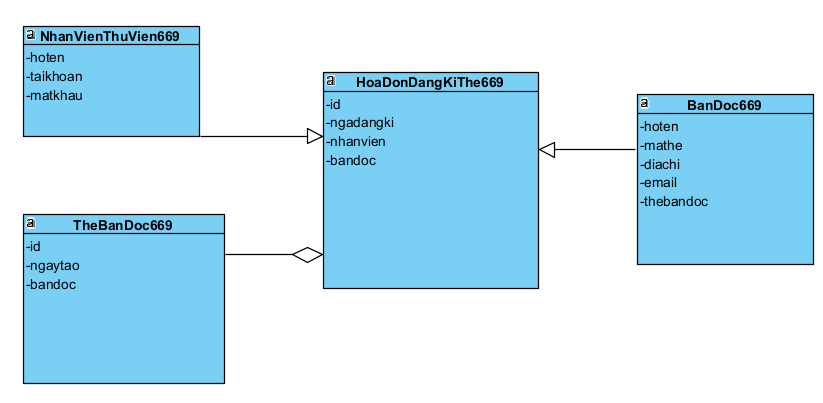 NhanVienThuVien669
-hoten
-taikhoan
-matkhau
HoaDonDangKiThe669
-id
-ngadangki
-nhanvien
-bandoc
BanDoc669
-hoten
-mathe
-diachi
-email
-thebandoc
TheBanDoc669
-id
-ngaytao
-bandoc